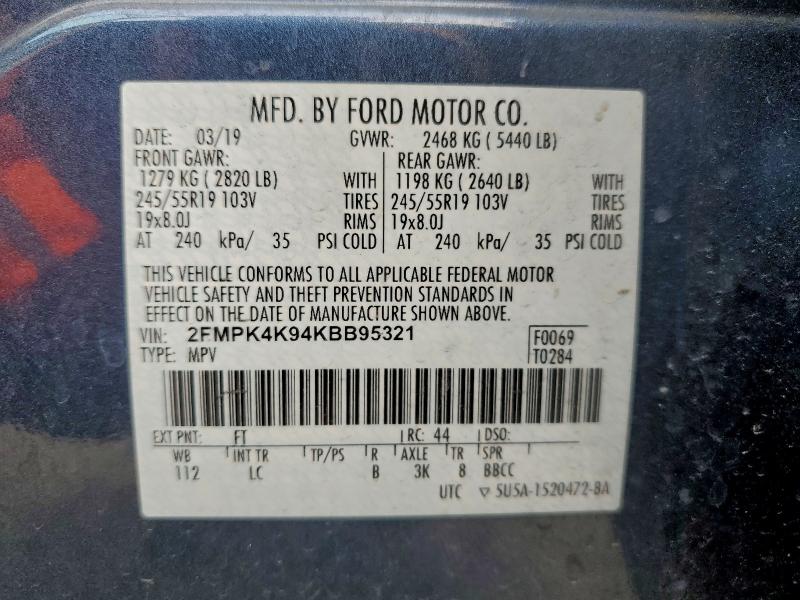 MFD. BY FORD MOTOR CO.
DATE: 03/19 GVWR: 2468 KG ( 5440 LB)
FRONT GAWR: REAR GAWR:
1279 KG ( 2820 LB) WITH 1198 KG ( 2640 LB) WITH
245/55R19 103V TIRES 245/55R19 103V TIRES
19x8.0J RIMS 19x8.0J RIMS
AT 240 kPa/ 35 PSI COLD AT 240 kPa/ 35 PSI COLD
THIS VEHICLE CONFORMS TO ALL APPLICABLE FEDERAL MOTOR
VEHICLE SAFETY AND THEFT PREVENTION STANDARDS IN
EFFECT ON THE DATE OF MANUFACTURE SHOWN ABOVE.
VIN: 2FMPK4K94KBB95321 F0069
TYPE: MPV T0284
EXT PNT: FT RC: 44 DSO:
WB INT TR TP/PS R AXLE TR SPR
112 LC B 3K 8 BBCC
UTC ▽ 5U5A-1520472-BA